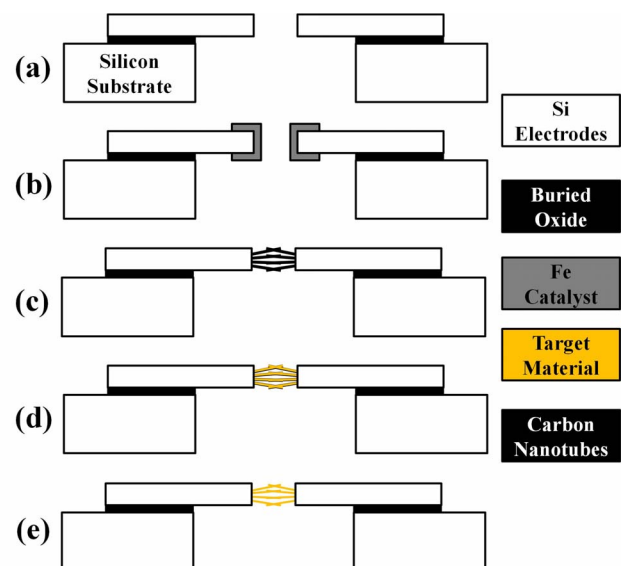 (a)
Silicon
Substrate
Si
Electrodes
(b)
Buried
Oxide
(c)
Fe
Catalyst
(d)
Target
Material
Carbon
Nanotubes
(e)